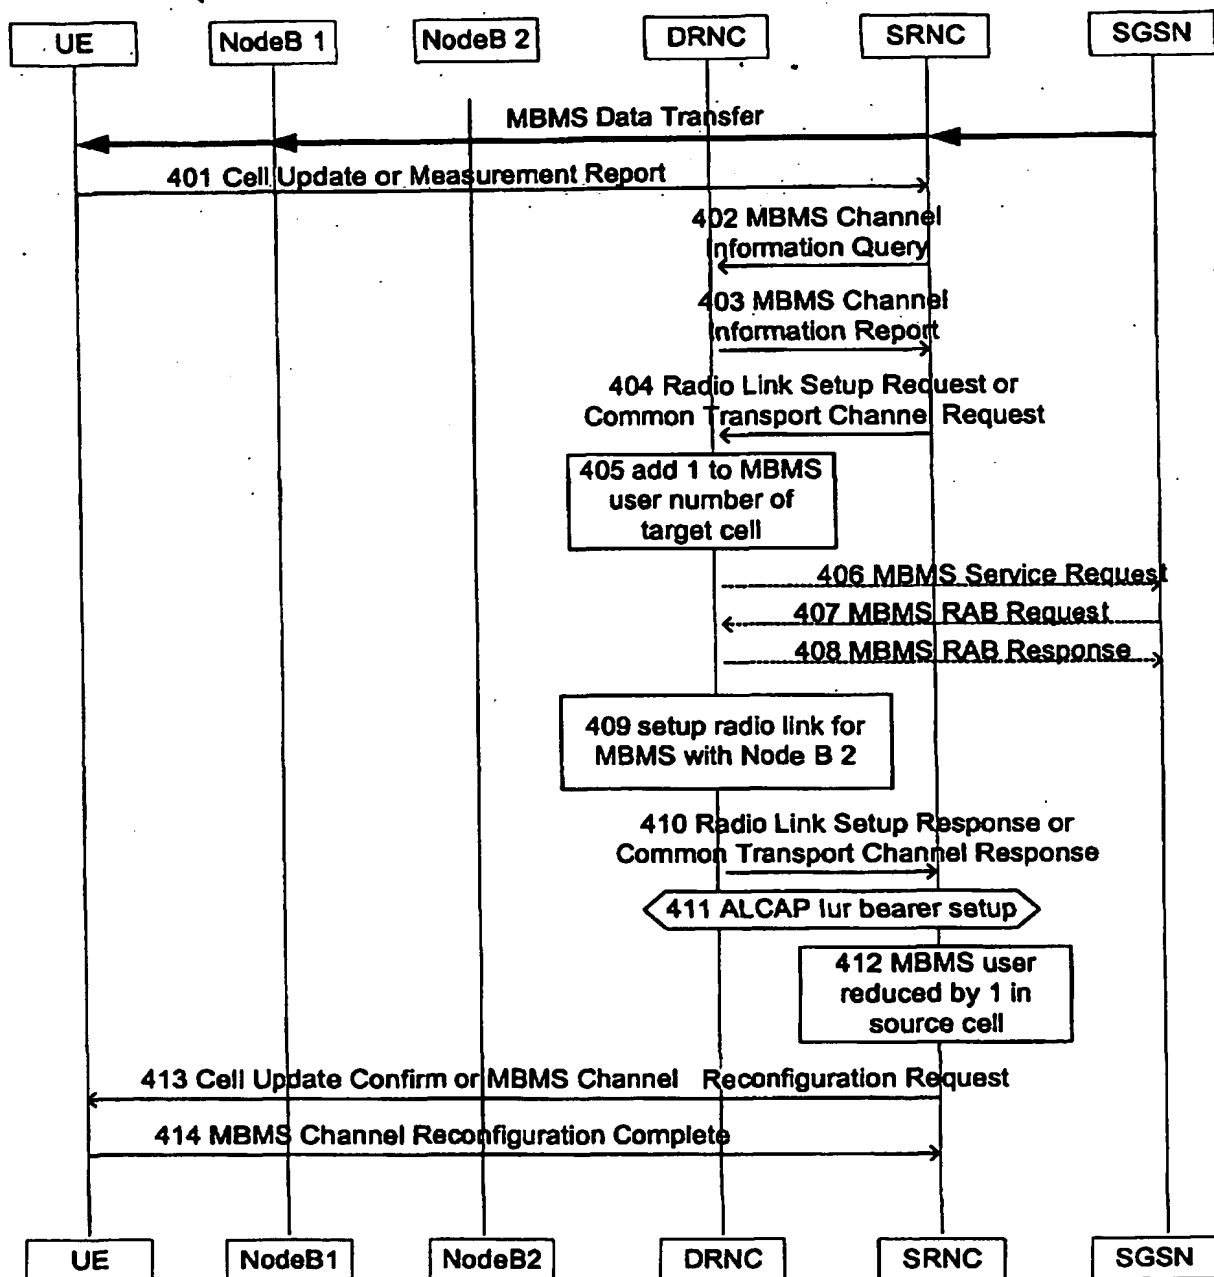 UE
NodeB 1
NodeB 2
DRNC
SRNC
SGSN
MBMS Data Transfer
401 Cell Update or Measurement Report
402 MBMS Channel
Information Query
403 MBMS Channel
Information Report
404 Radio Link Setup Request or
Common Transport Channel Request
405 add 1 to MBMS
user number of
target cell
406 MBMS Service Request
407 MBMS RAB Request
408 MBMS RAB Response
409 setup radio link for
MBMS with Node B 2
410 Radio Link Setup Response or
Common Transport Channel Response
411 ALCAP Iur bearer setup
412 MBMS user
reduced by 1 in
source cell
413 Cell Update Confirm or MBMS Channel Reconfiguration Request
414 MBMS Channel Reconfiguration Complete
UE
NodeB1
NodeB2
DRNC
SRNC
SGSN